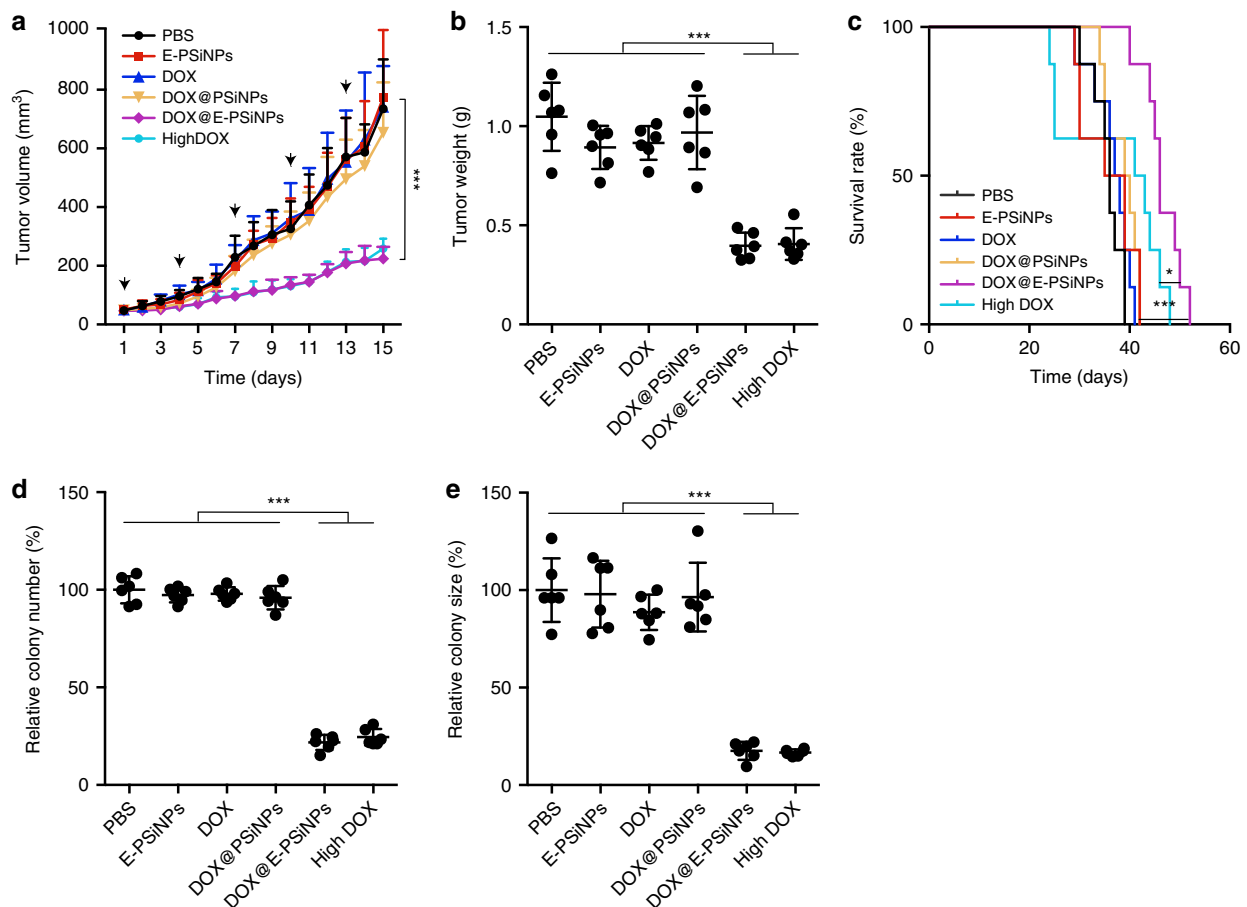 a
Tumor volume (mm³)
1000
800
600
400
200
0
PBS
E-PSiNPs
DOX
DOX@PSiNPs
DOX@E-PSiNPs
HighDOX
***
1 3 5 7 9 11 13 15
Time (days)
b
Tumor weight (g)
1.5
1.0
0.5
0.0
***
PBS
E-PSiNPs
DOX
DOX@PSiNPs
DOX@E-PSiNPs
High DOX
c
Survival rate (%)
100
50
0
PBS
E-PSiNPs
DOX
DOX@PSiNPs
DOX@E-PSiNPs
High DOX
*
***
0 20 40 60
Time (days)
d
Relative colony number (%)
150
100
50
0
***
PBS
E-PSiNPs
DOX
DOX@PSiNPs
DOX@E-PSiNPs
High DOX
e
Relative colony size (%)
150
100
50
0
***
PBS
E-PSiNPs
DOX
DOX@PSiNPs
DOX@E-PSiNPs
High DOX